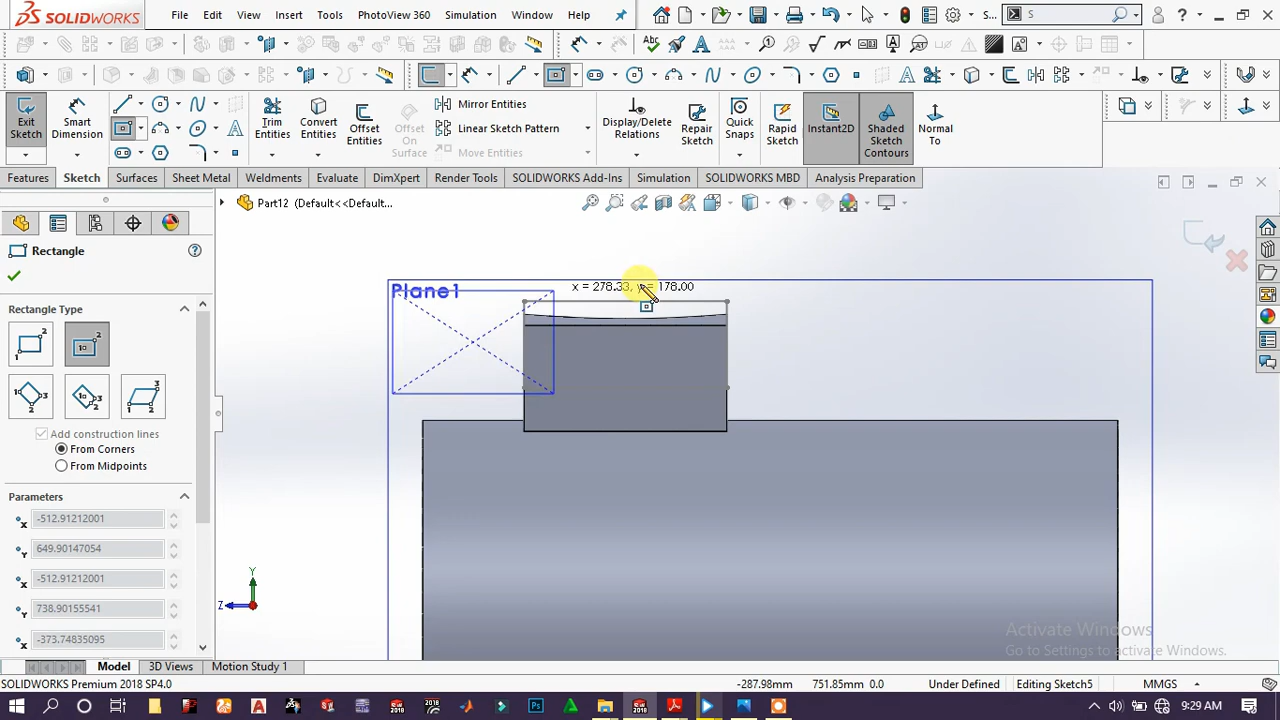 SOLIDWORKS File Edit View Insert Tools PhotoView 360 Simulation Window Help S... S
Exit Sketch Smart Dimension Trim Entities Convert Entities Offset Entities Offset On Surface Mirror Entities Linear Sketch Pattern Move Entities Display/Delete Relations Repair Sketch Quick Snaps Rapid Sketch Instant2D Shaded Sketch Contours Normal To
Features Sketch Surfaces Sheet Metal Weldments Evaluate DimXpert Render Tools SOLIDWORKS Add-Ins Simulation SOLIDWORKS MBD Analysis Preparation
Part12 (Default<<Default...
Rectangle
Rectangle Type
Add construction lines
From Corners
From Midpoints
Parameters
-512.91212001
649.90147054
-512.91212001
738.90155541
-373.74835095
Plane1
x = 278.33, y = 178.00
Y
Z
Activate Windows
Go to Settings to activate Windows.
Model 3D Views Motion Study 1
SOLIDWORKS Premium 2018 SP4.0 -287.98mm 751.85mm 0.0 Under Defined Editing Sketch5 MMGS
9:29 AM